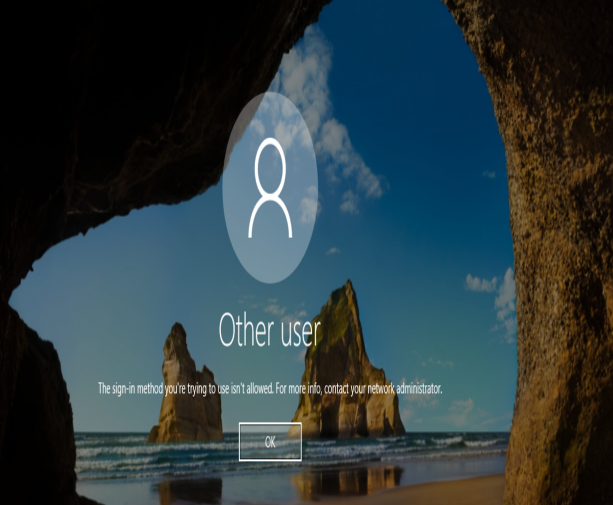 Other user
The sign-in method you're trying to use isn't allowed. For more info, contact your network administrator.
OK